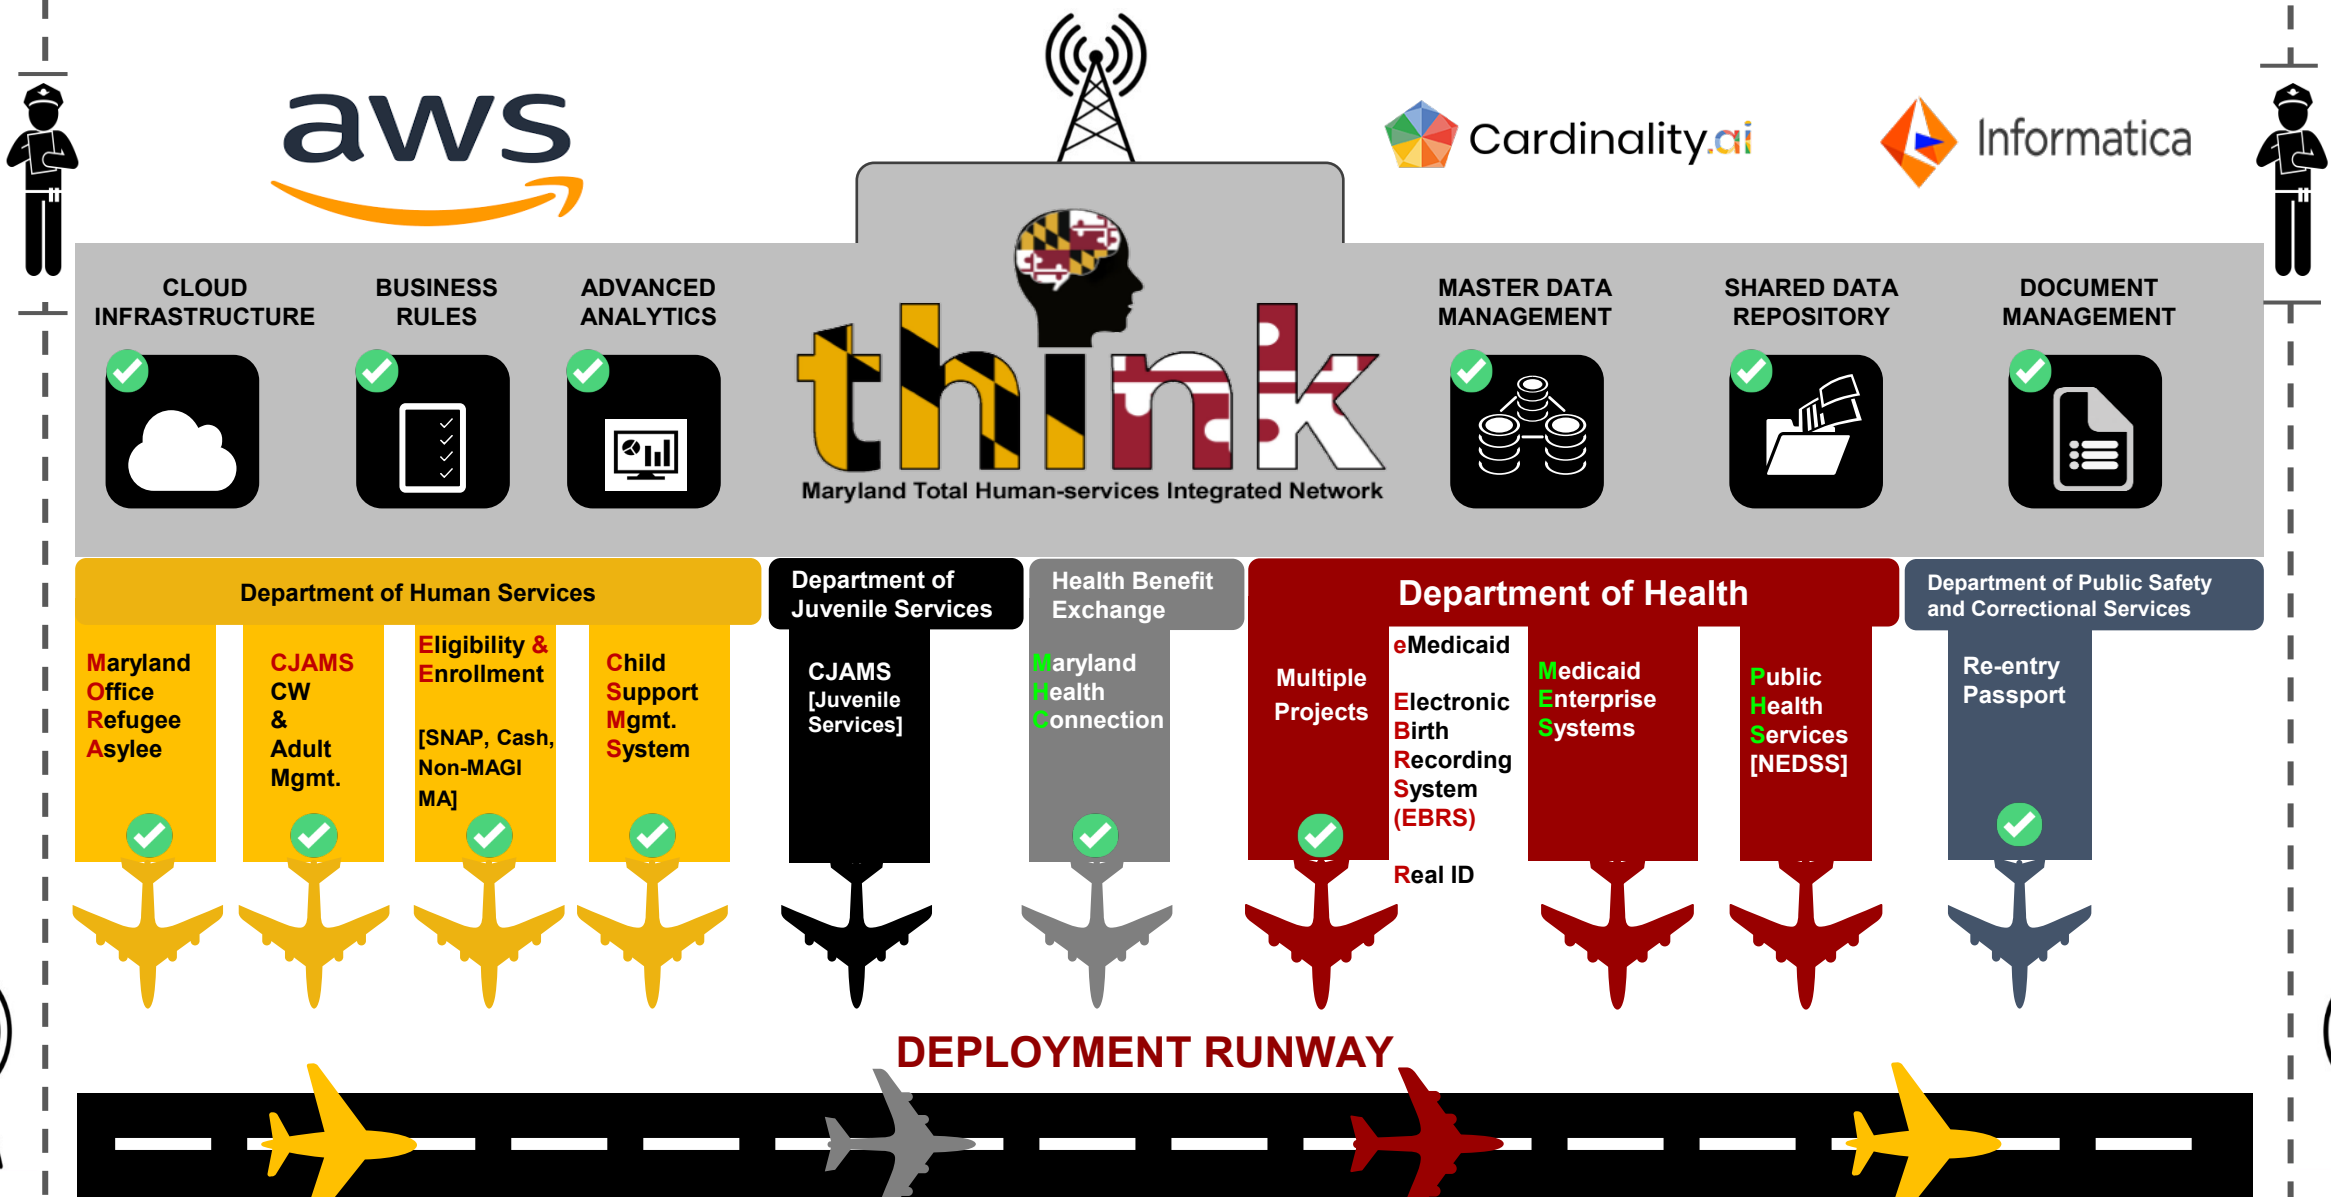 aws
Cardinality.ai
Informatica
CLOUD
INFRASTRUCTURE
BUSINESS
RULES
ADVANCED
ANALYTICS
think
Maryland Total Human-services Integrated Network
MASTER DATA
MANAGEMENT
SHARED DATA
REPOSITORY
DOCUMENT
MANAGEMENT
Department of Human Services
Maryland
Office
Refugee
Asylee
CJAMS
CW
&
Adult
Mgmt.
Eligibility &
Enrollment
[SNAP, Cash,
Non-MAGI
MA]
Child
Support
Mgmt.
System
Department of
Juvenile Services
CJAMS
[Juvenile
Services]
Health Benefit
Exchange
Maryland
Health
Connection
Department of Health
Multiple
Projects
eMedicaid
Electronic
Birth
Recording
System
(EBRS)
Real ID
Medicaid
Enterprise
Systems
Public
Health
Services
[NEDSS]
Department of Public Safety
and Correctional Services
Re-entry
Passport
DEPLOYMENT RUNWAY